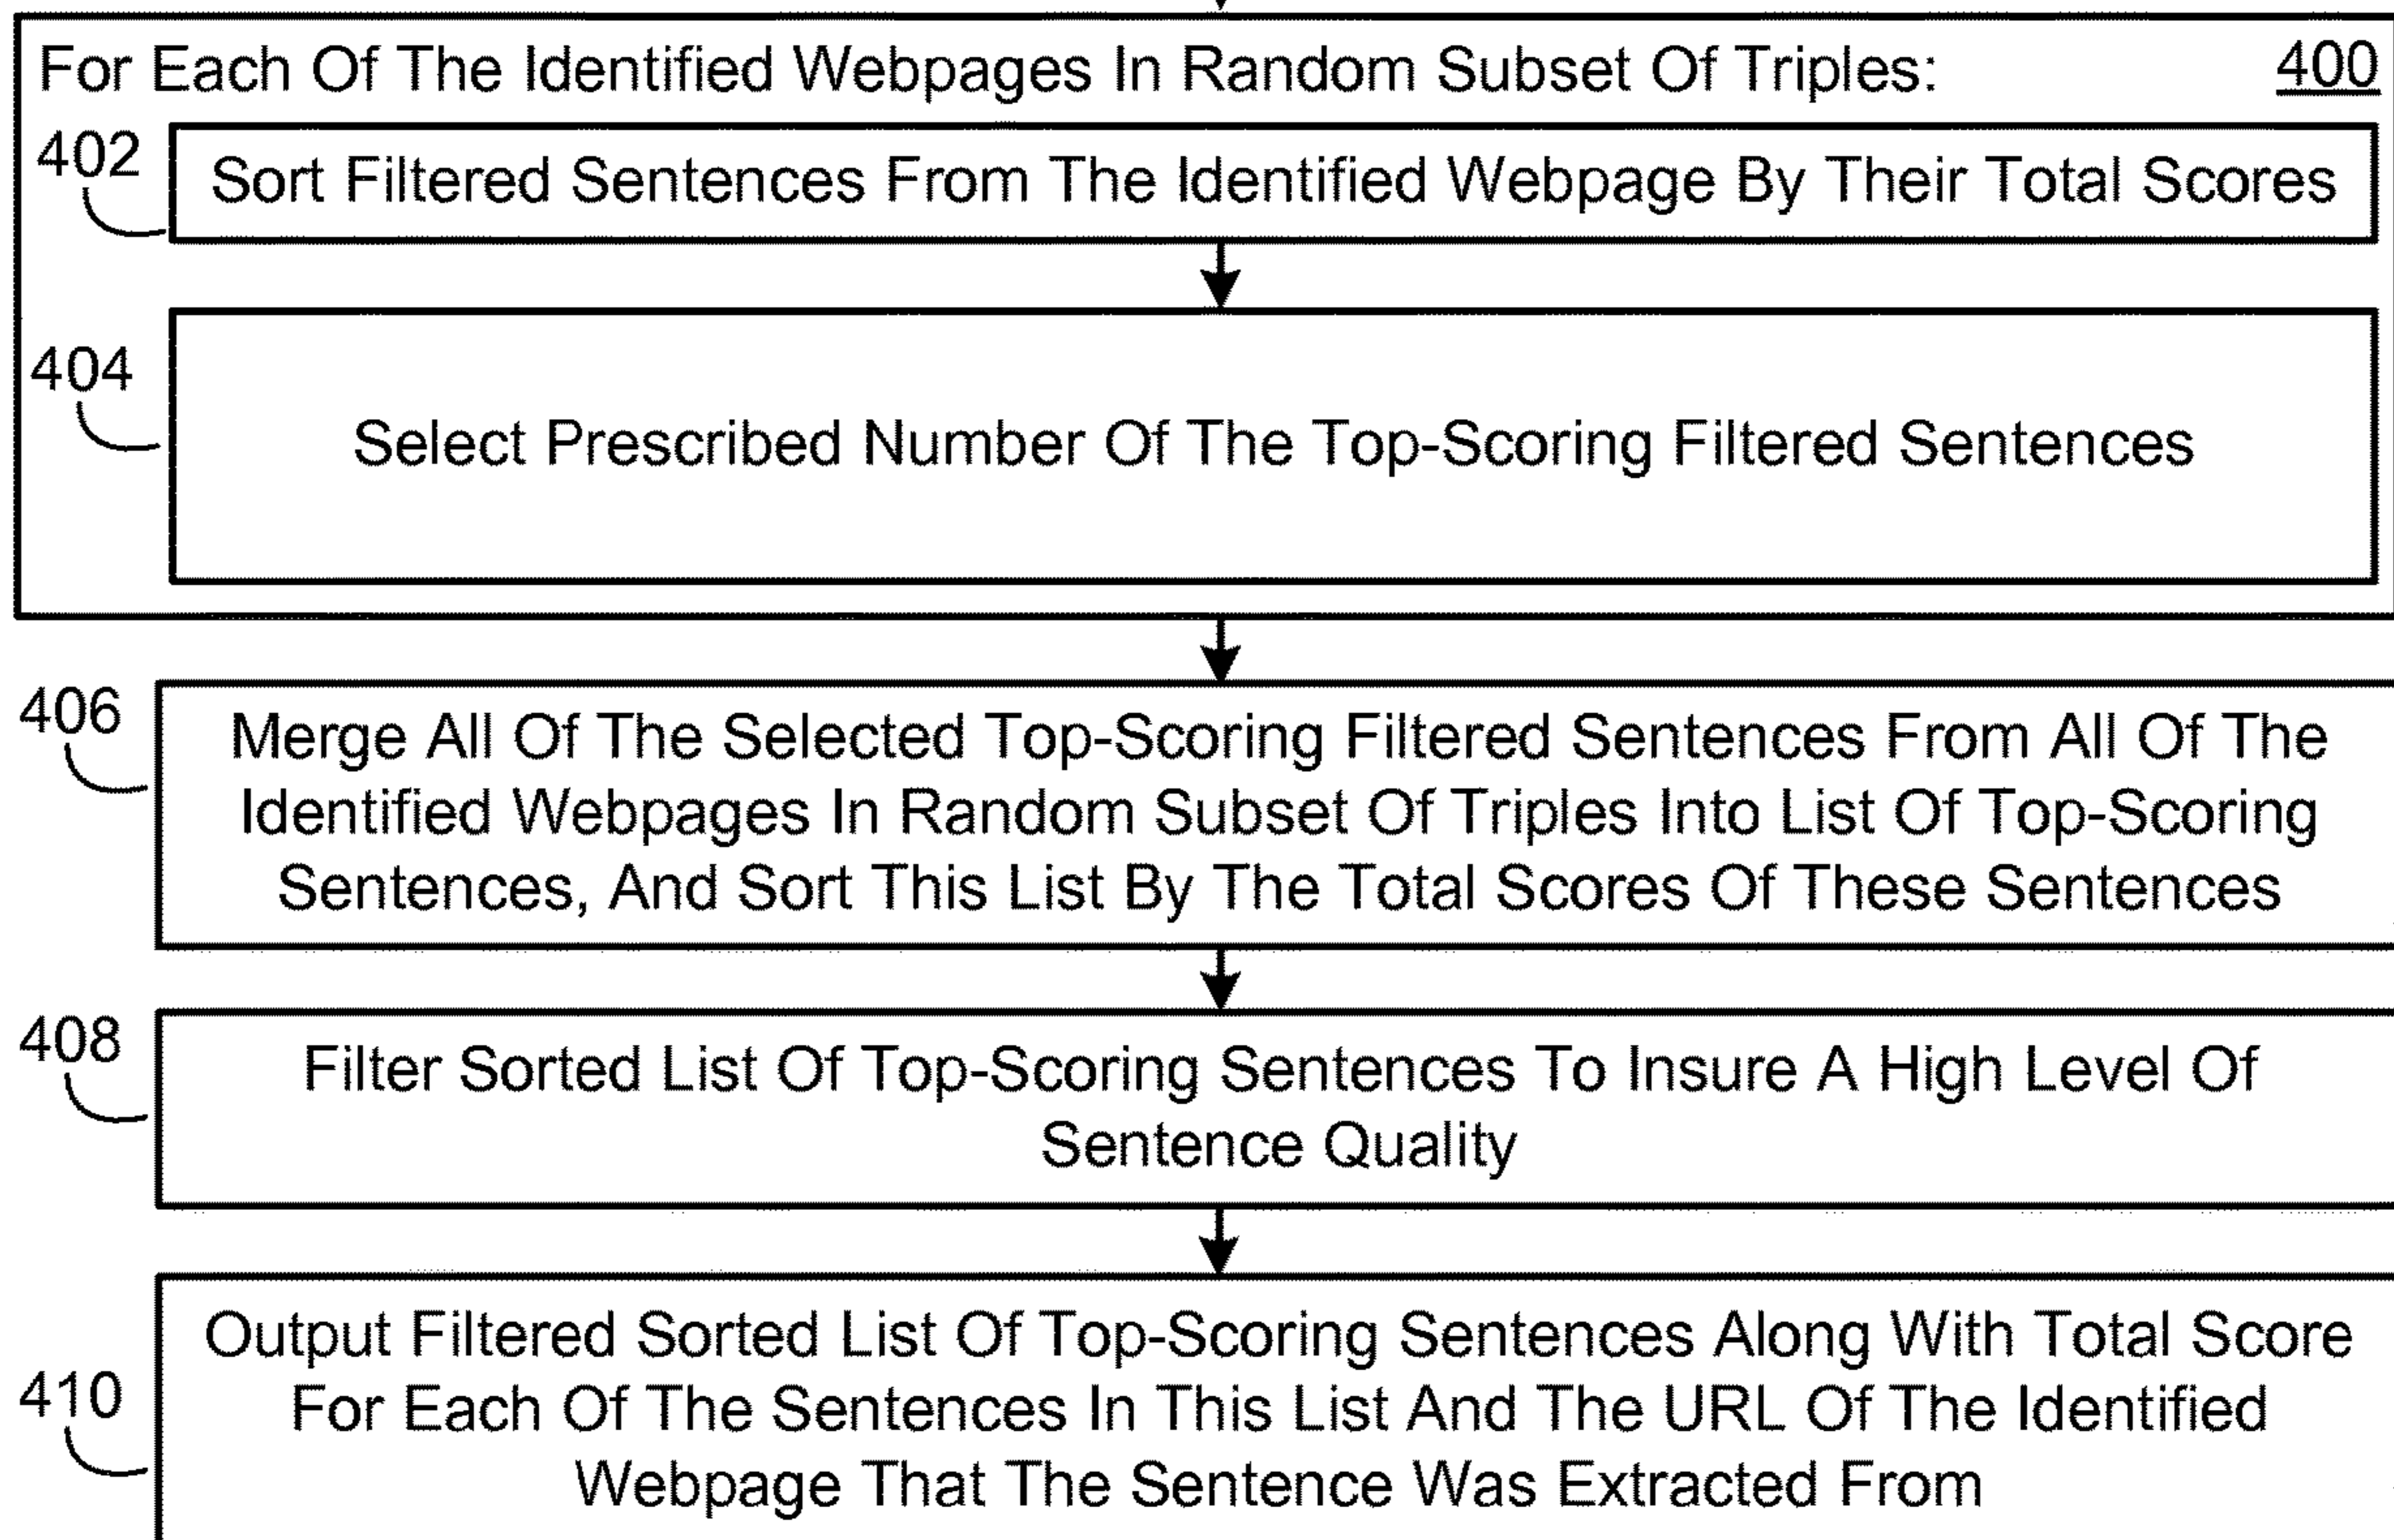 For Each Of The Identified Webpages In Random Subset Of Triples: 400
402
Sort Filtered Sentences From The Identified Webpage By Their Total Scores
404
Select Prescribed Number Of The Top-Scoring Filtered Sentences
406
Merge All Of The Selected Top-Scoring Filtered Sentences From All Of The
Identified Webpages In Random Subset Of Triples Into List Of Top-Scoring
Sentences, And Sort This List By The Total Scores Of These Sentences
408
Filter Sorted List Of Top-Scoring Sentences To Insure A High Level Of
Sentence Quality
410
Output Filtered Sorted List Of Top-Scoring Sentences Along With Total Score
For Each Of The Sentences In This List And The URL Of The Identified
Webpage That The Sentence Was Extracted From